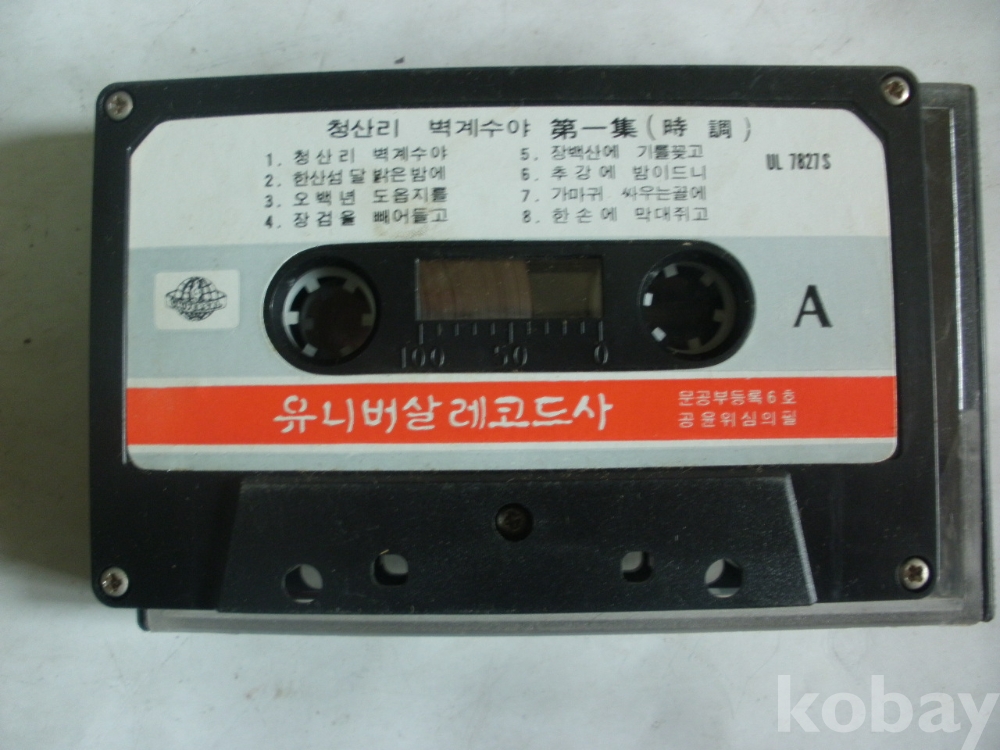 청산리 벽계수야 第一集(時 調)
1. 청산리 벽계수야
2. 한산섬 달 밝은밤에
3. 오백년 도읍지를
4. 장검을 빼어들고
5. 장백산에 기를꽂고
6. 추강에 밤이드니
7. 가마귀 싸우는골에
8. 한손에 막대쥐고
UL 7827S
A
100 50 0
유니버살레코드사
문공부등록6호
공윤위심의필
kobay